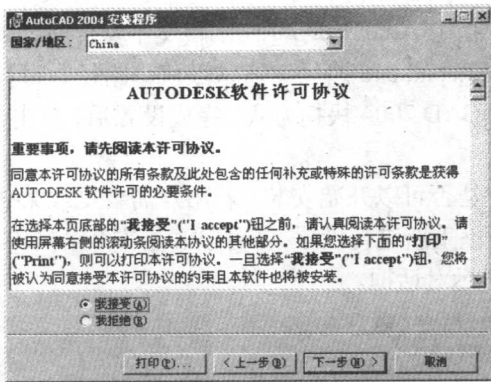 AutoCAD 2004 安装程序
国家/地区： China
AUTODESK软件许可协议
重要事项，请先阅读本许可协议。
同意本许可协议的所有条款及此处包含的任何补充或特殊的许可条款是获得
AUTODESK 软件许可的必要条件。
在选择本页底部的“我接受”("I accept")钮之前，请认真阅读本许可协议。请
使用屏幕右侧的滚动条阅读本协议的其他部分。如果您选择下面的“打印”
("Print")，则可以打印本许可协议。一旦选择“我接受”("I accept")钮，您将
被认为同意接受本许可协议的约束且本软件也将被安装。
我接受(A)
我拒绝(R)
打印(P)... < 上一步(B) 下一步(N) > 取消